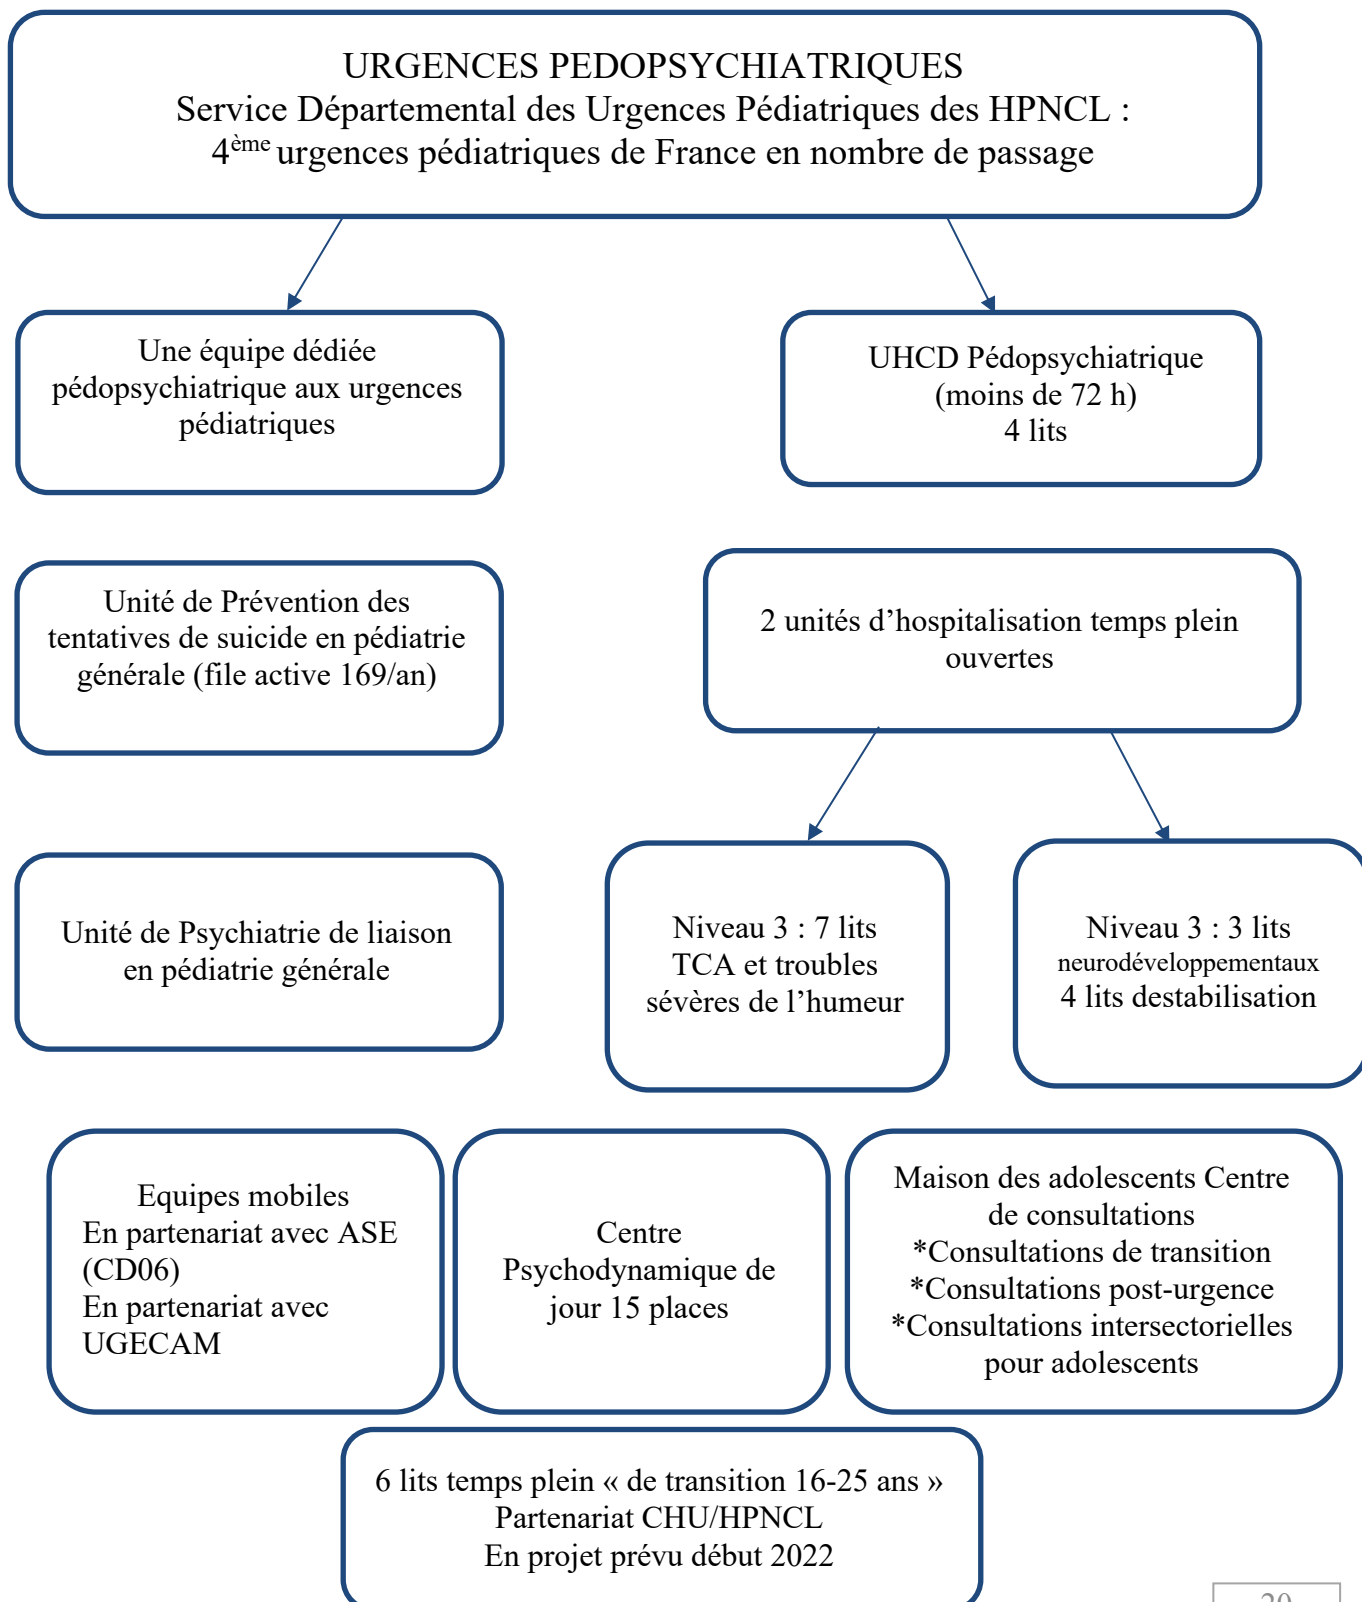 URGENCES PEDOPSYCHIATRIQUES
Service Départemental des Urgences Pédiatriques des HPNCL :
4ème urgences pédiatriques de France en nombre de passage
Une équipe dédiée
pédopsychiatrique aux urgences
pédiatriques
UHCD Pédopsychiatrique
(moins de 72 h)
4 lits
Unité de Prévention des
tentatives de suicide en pédiatrie
générale (file active 169/an)
2 unités d’hospitalisation temps plein
ouvertes
Unité de Psychiatrie de liaison
en pédiatrie générale
Niveau 3 : 7 lits
TCA et troubles
sévères de l’humeur
Niveau 3 : 3 lits
neurodéveloppementaux
4 lits destabilisation
Equipes mobiles
En partenariat avec ASE
(CD06)
En partenariat avec
UGECAM
Centre
Psychodynamique de
jour 15 places
Maison des adolescents Centre
de consultations
*Consultations de transition
*Consultations post-urgence
*Consultations intersectorielles
pour adolescents
6 lits temps plein « de transition 16-25 ans »
Partenariat CHU/HPNCL
En projet prévu début 2022
20